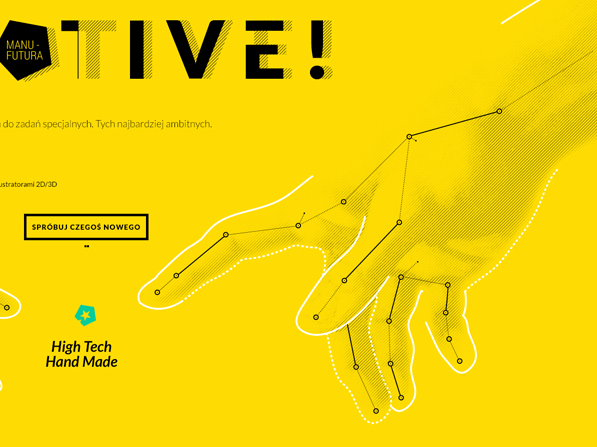 MANU-
FUTURA
TIVE!
do zadań specjalnych. Tych najbardziej ambitnych.
ustratorami 2D/3D
SPRÓBUJ CZEGOŚ NOWEGO
High Tech
Hand Made